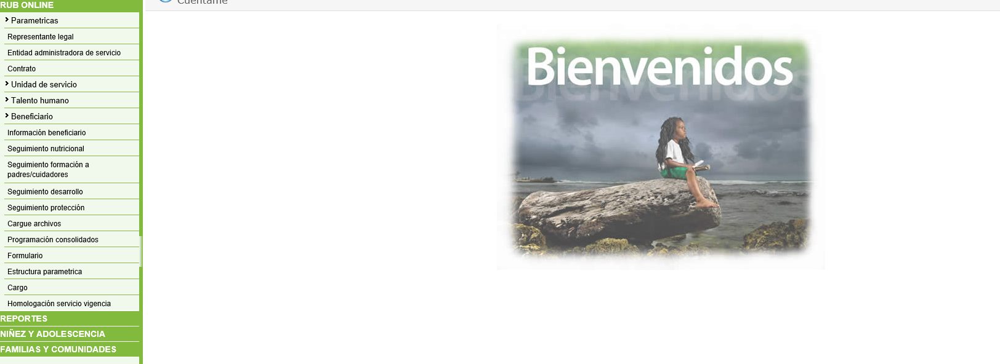 RUB ONLINE
Cuéntame
Parametricas
Representante legal
Entidad administradora de servicio
Contrato
Unidad de servicio
Talento humano
Beneficiario
Información beneficiario
Seguimiento nutricional
Seguimiento formación a
padres/cuidadores
Seguimiento desarrollo
Seguimiento protección
Cargue archivos
Programación consolidados
Formulario
Estructura parametrica
Cargo
Homologación servicio vigencia
REPORTES
NIÑEZ Y ADOLESCENCIA
FAMILIAS Y COMUNIDADES
Bienvenidos
Bienvenidos